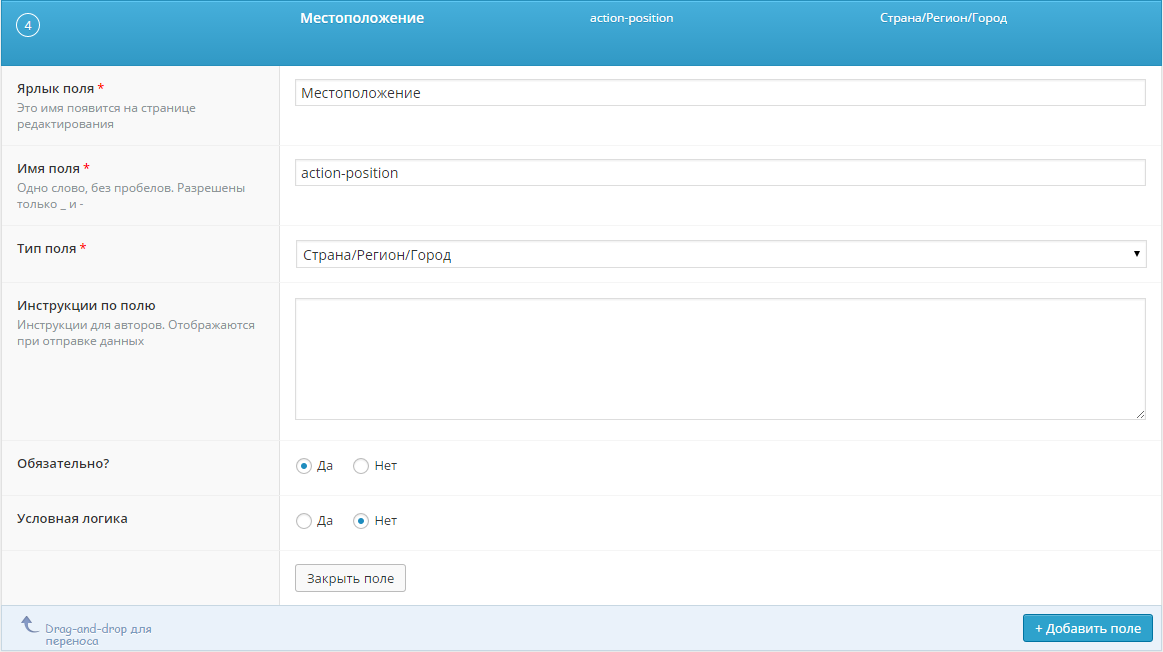 4 Местоположение action-position Страна/Регион/Город
Ярлык поля *
Это имя появится на странице
редактирования
Местоположение
Имя поля *
Одно слово, без пробелов. Разрешены
только _ и -
action-position
Тип поля *
Страна/Регион/Город
Инструкции по полю
Инструкции для авторов. Отображаются
при отправке данных
Обязательно?
Да Нет
Условная логика
Да Нет
Закрыть поле
Drag-and-drop для
переноса
+ Добавить поле